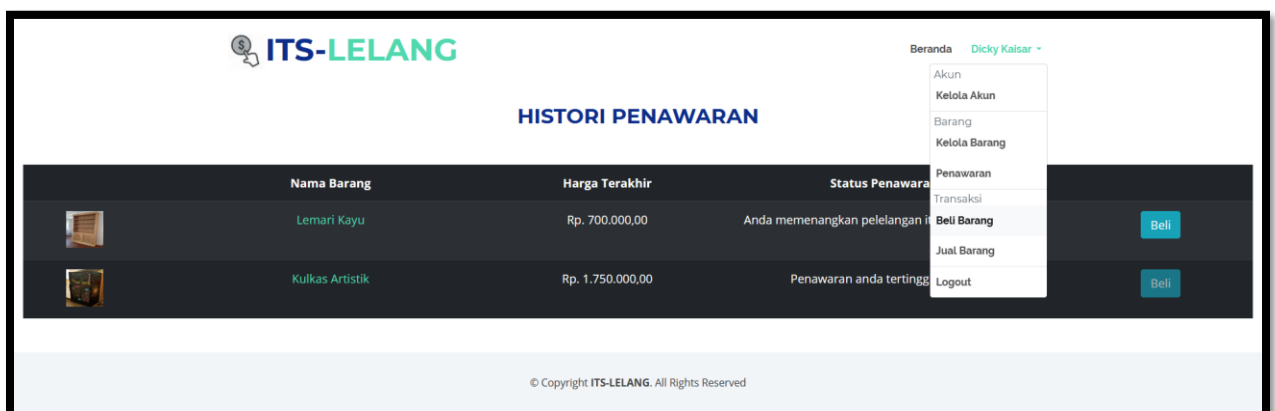 ITS-LELANG
Beranda Dicky Kaisar
Akun
Kelola Akun
Barang
Kelola Barang
Penawaran
Transaksi
Beli Barang
Jual Barang
Logout
HISTORI PENAWARAN
Nama Barang Harga Terakhir Status
Lemari Kayu Rp. 700.000,00 Anda memenangkan pelelangan Beli
Kulkas Artistik Rp. 1.750.000,00 Penawaran anda Beli
© Copyright ITS-LELANG. All Rights Reserved